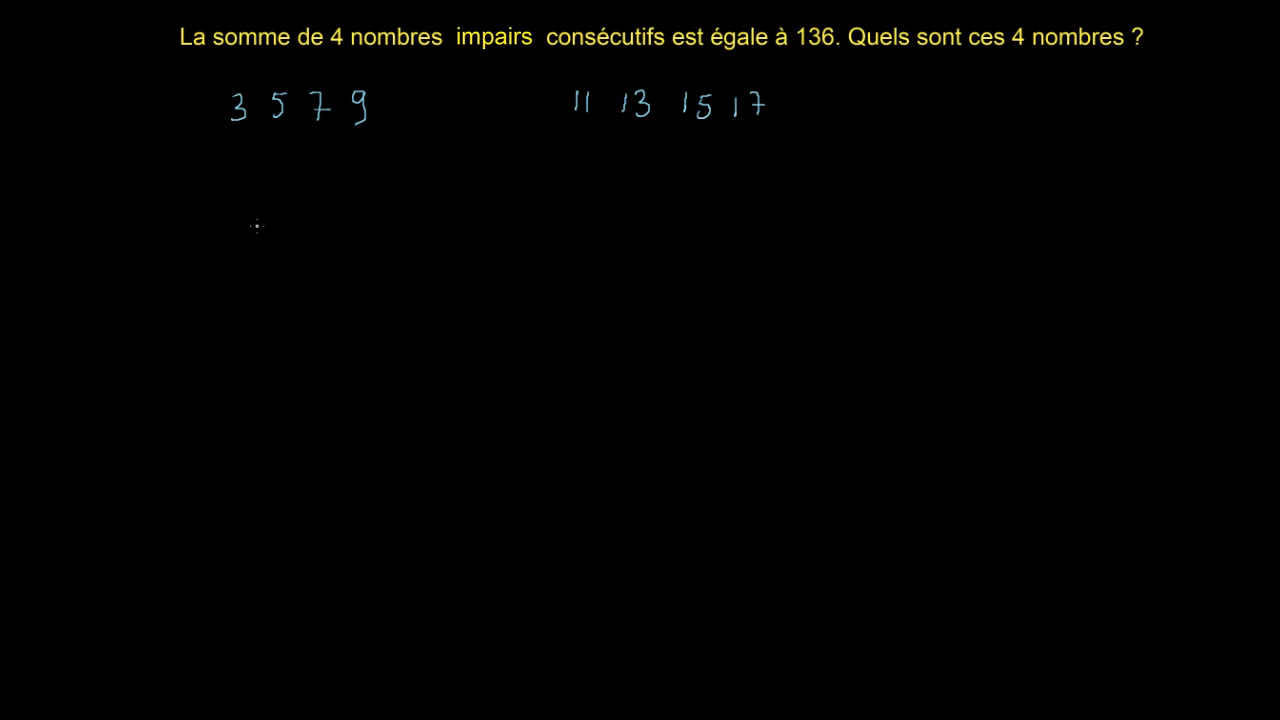 La somme de 4 nombres impairs consécutifs est égale à 136. Quels sont ces 4 nombres ?
3 5 7 9 11 13 15 17